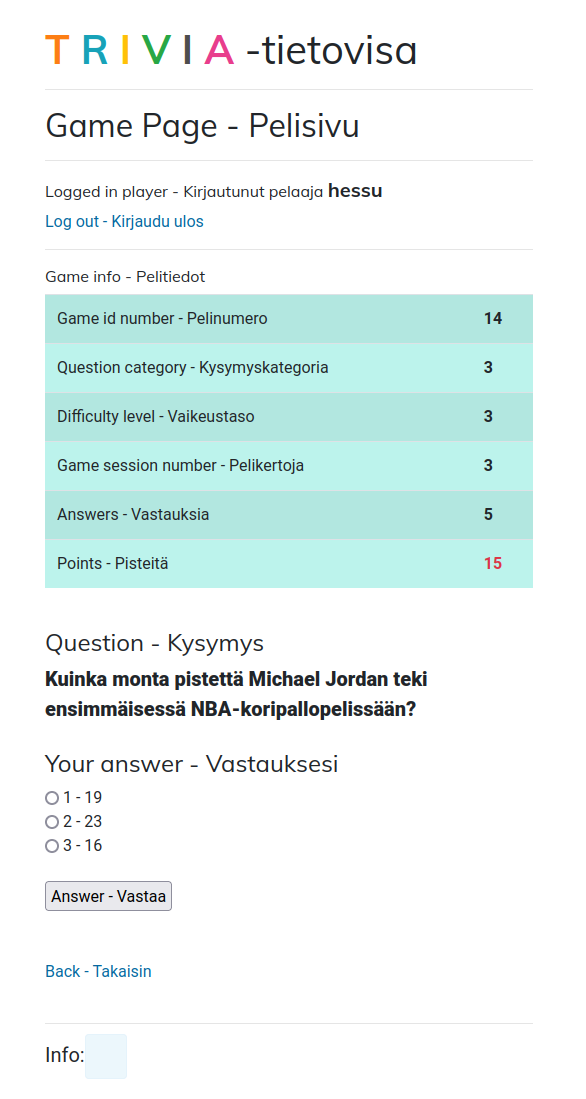 TRIVIA -tietovisa
Game Page - Pelisivu
Logged in player - Kirjautunut pelaaja hessu
Log out - Kirjaudu ulos
Game info - Pelitiedot
Game id number - Pelinumero 14
Question category - Kysymyskategoria 3
Difficulty level - Vaikeustaso 3
Game session number - Pelikertoja 3
Answers - Vastauksia 5
Points - Pisteitä 15
Question - Kysymys
Kuinka monta pistettä Michael Jordan teki
ensimmäisessä NBA-koripallopelissään?
Your answer - Vastauksesi
1 - 19
2 - 23
3 - 16
Answer - Vastaa
Back - Takaisin
Info: